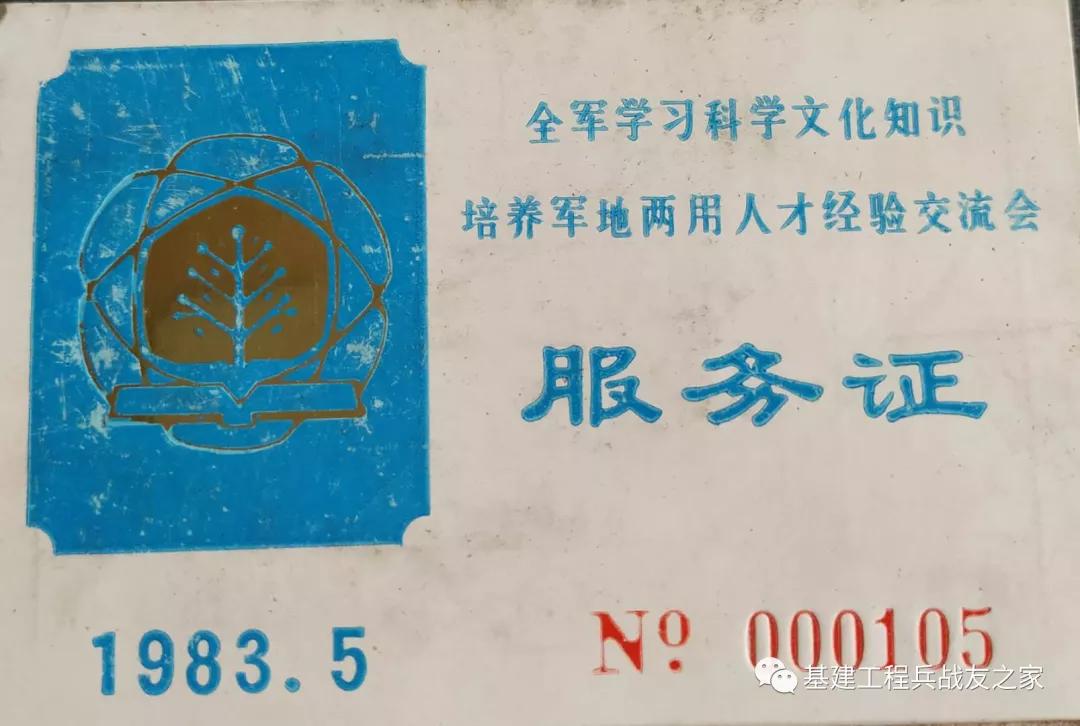 全军学习科学文化知识
培养军地两用人才经验交流会
服务证
1983.5
Nº 000105
基建工程兵战友之家